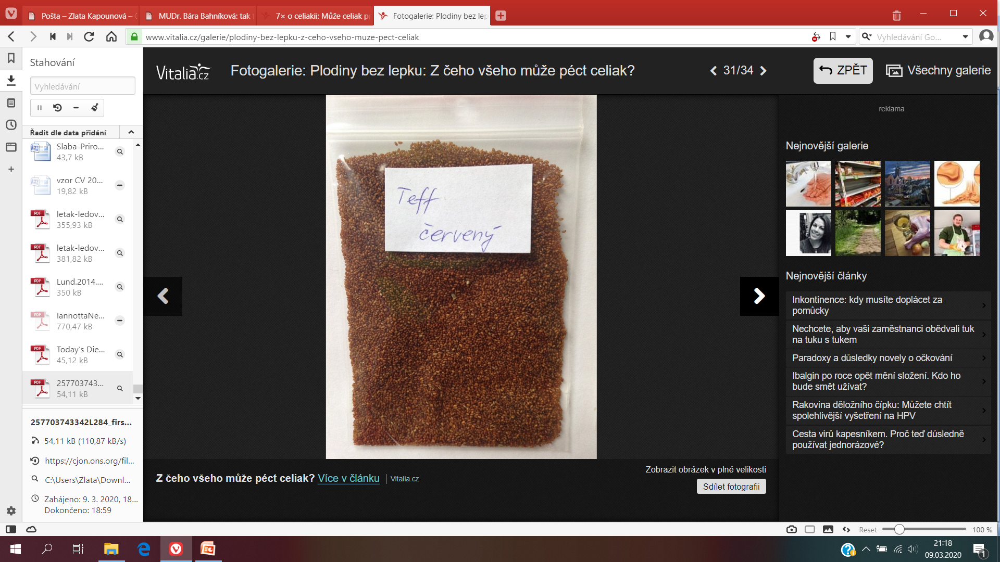 Pošta – Zlata Kapounová –
MUDr. Bára Bahníková: tak
7× o celiakii: Může celiak pr
Fotogalerie: Plodiny bez lep
www.vitalia.cz/galerie/plodiny-bez-lepku-z-ceho-vseho-muze-pect-celiak
Vyhledávání Go...
Stahování
Vyhledávání
Řadit dle data přidání
Slaba-Priro...
43,7 kB
vzor CV 20...
19,82 kB
PDF letak-ledov...
355,93 kB
PDF letak-ledov...
381,82 kB
PDF Lund.2014....
350 kB
PDF IannottaNe...
770,47 kB
PDF Today's Die...
45,12 kB
PDF 257703743...
54,11 kB
257703743342L284_firs...
54,11 kB (110,87 kB/s)
https://cjon.ons.org/fil...
C:\Users\Zlata\Downl...
Zahájeno: 9. 3. 2020, 18...
Dokončeno: 18:59
Vitalia.cz
Fotogalerie: Plodiny bez lepku: Z čeho všeho může péct celiak?
31/34
ZPĚT
Všechny galerie
Teff
červený
Z čeho všeho může péct celiak? Více v článku | Vitalia.cz
Zobrazit obrázek v plné velikosti
Sdílet fotografii
reklama
Nejnovější galerie
Nejnovější články
Inkontinence: kdy musíte doplácet za
pomůcky
Nechcete, aby vaši zaměstnanci obědvali tuk
na tuku s tukem
Paradoxy a důsledky novely o očkování
Ibalgin po roce opět mění složení. Kdo ho
bude smět užívat?
Rakovina děložního čípku: Můžete chtít
spolehlivější vyšetření na HPV
Cesta virů kapesníkem. Proč teď důsledně
používat jednorázové?
Reset
100 %
21:18
09.03.2020
1